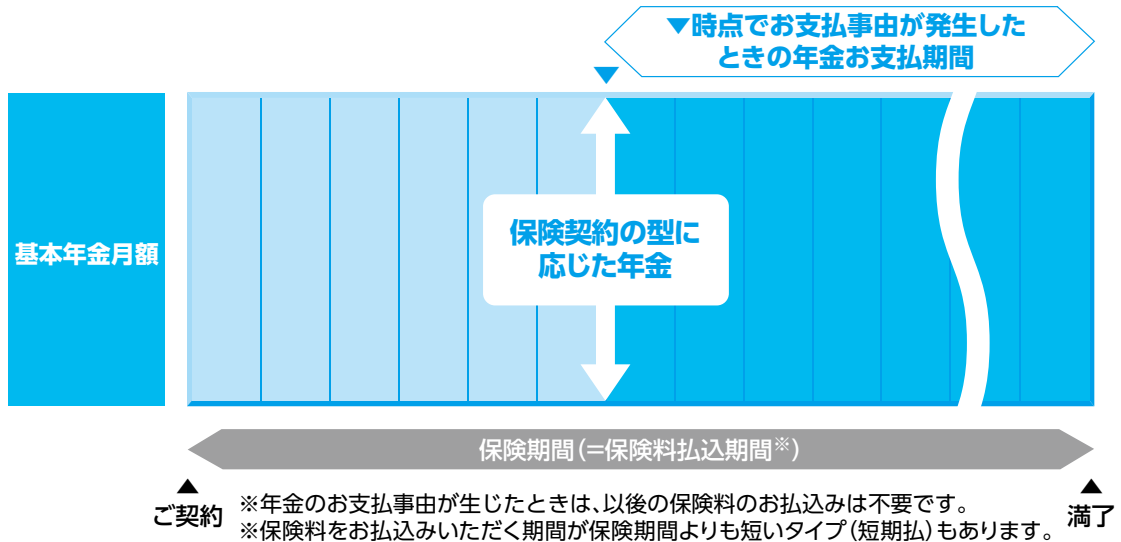 ▼時点でお支払事由が発生した
ときの年金お支払期間
基本年金月額
保険契約の型に
応じた年金
保険期間(=保険料払込期間※)
ご契約
※年金のお支払事由が生じたときは、以後の保険料のお払込みは不要です。
※保険料をお払込みいただく期間が保険期間よりも短いタイプ(短期払)もあります。
満了